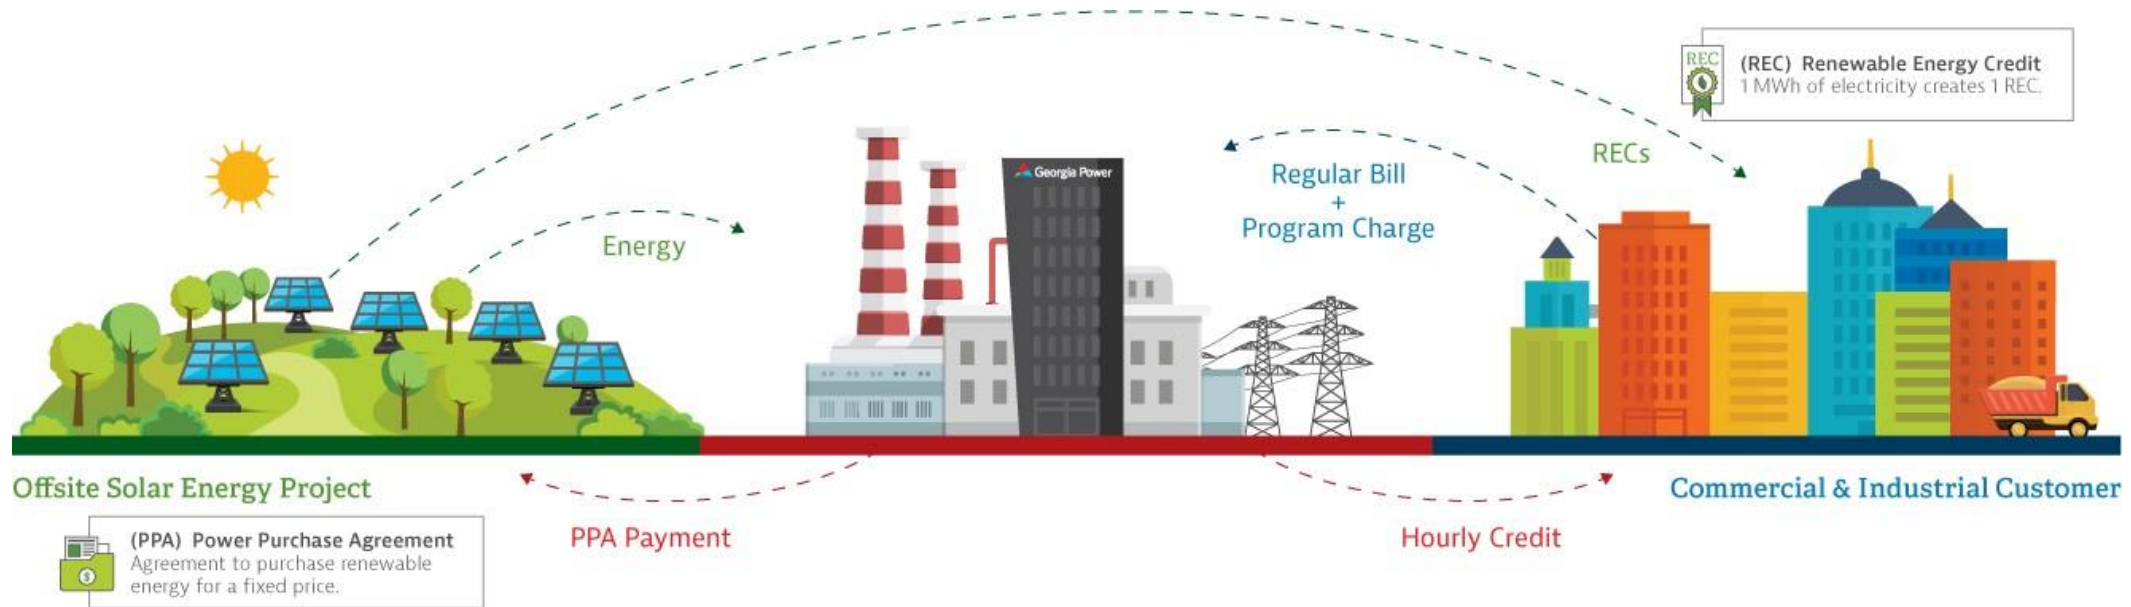 REC
(REC) Renewable Energy Credit
1 MWh of electricity creates 1 REC.
RECs
Georgia Power
Regular Bill
+
Program Charge
Energy
Offsite Solar Energy Project
Commercial & Industrial Customer
(PPA) Power Purchase Agreement
Agreement to purchase renewable
energy for a fixed price.
$
PPA Payment
Hourly Credit